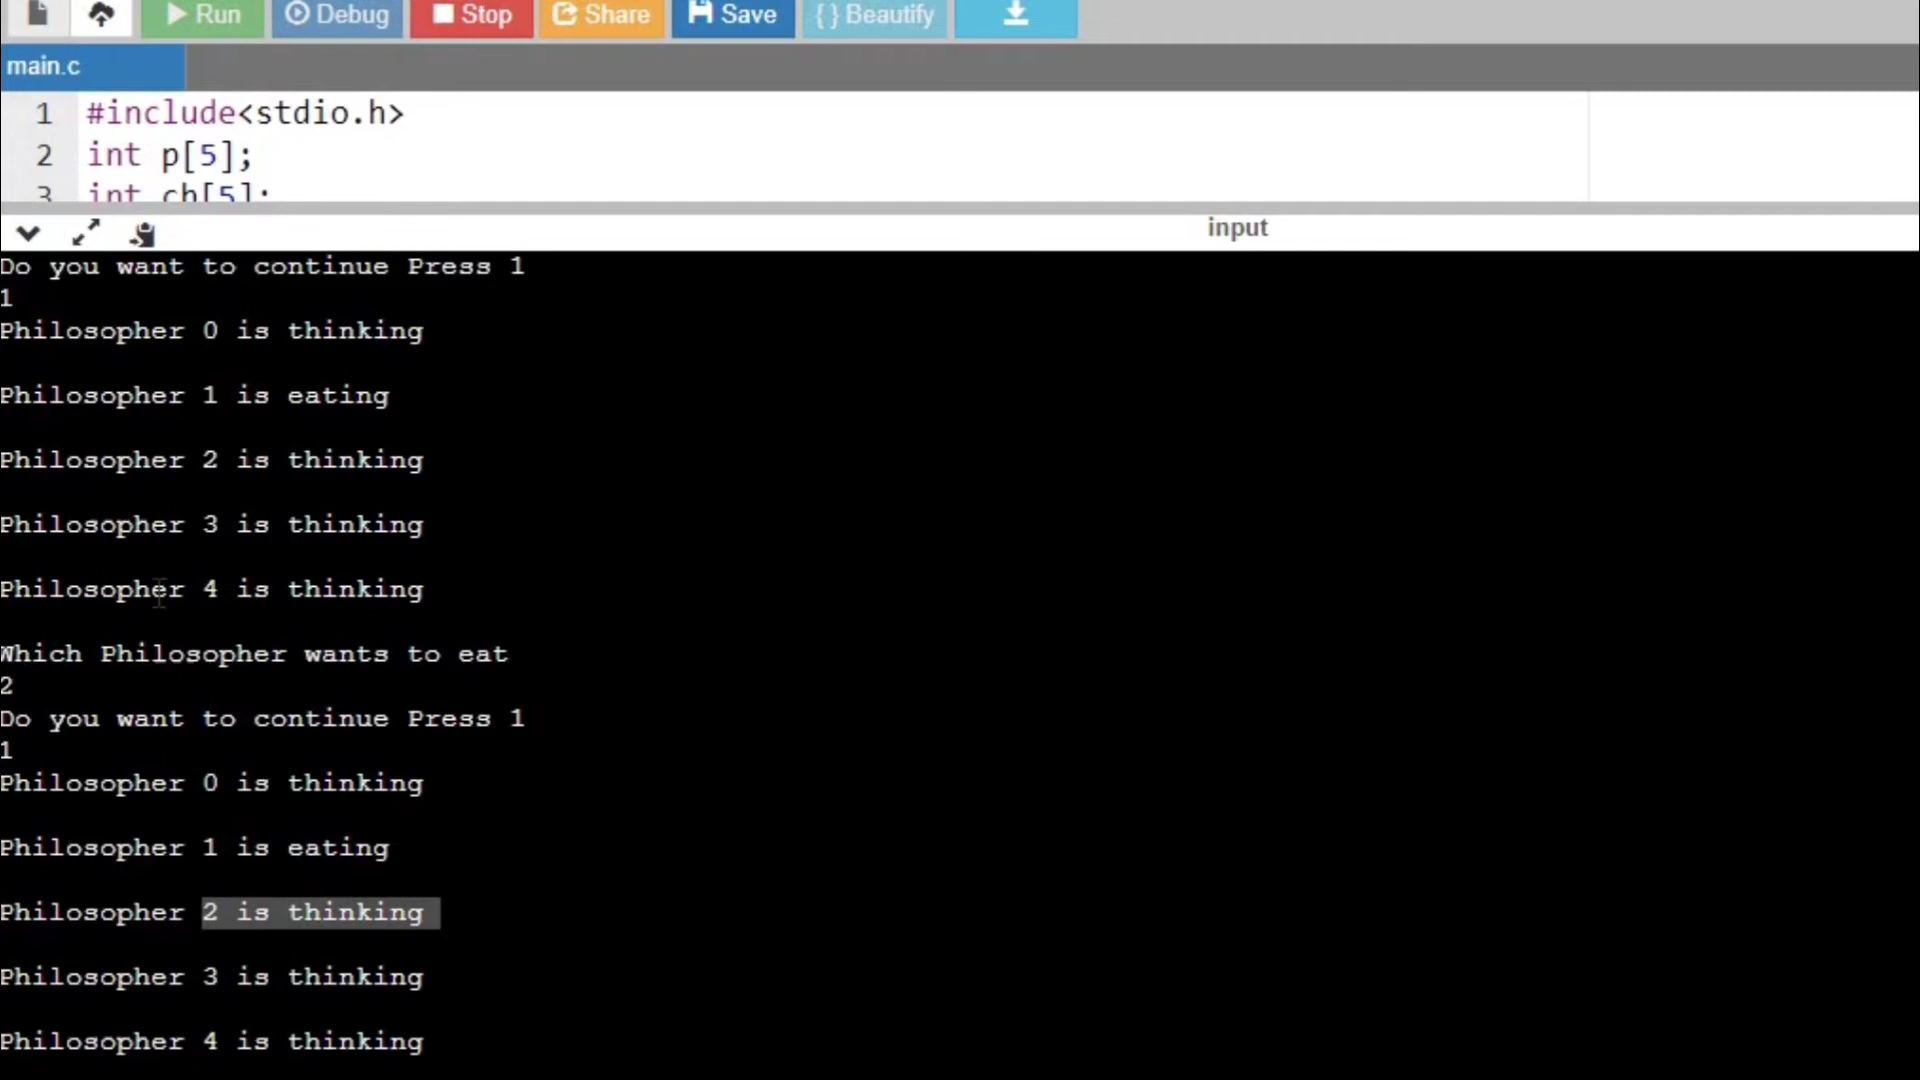 Run Debug Stop Share Save { } Beautify
main.c
1 #include<stdio.h>
2 int p[5];
3 int ch[5];
input
Do you want to continue Press 1
1
Philosopher 0 is thinking
Philosopher 1 is eating
Philosopher 2 is thinking
Philosopher 3 is thinking
Philosopher 4 is thinking
Which Philosopher wants to eat
2
Do you want to continue Press 1
1
Philosopher 0 is thinking
Philosopher 1 is eating
Philosopher 2 is thinking
Philosopher 3 is thinking
Philosopher 4 is thinking